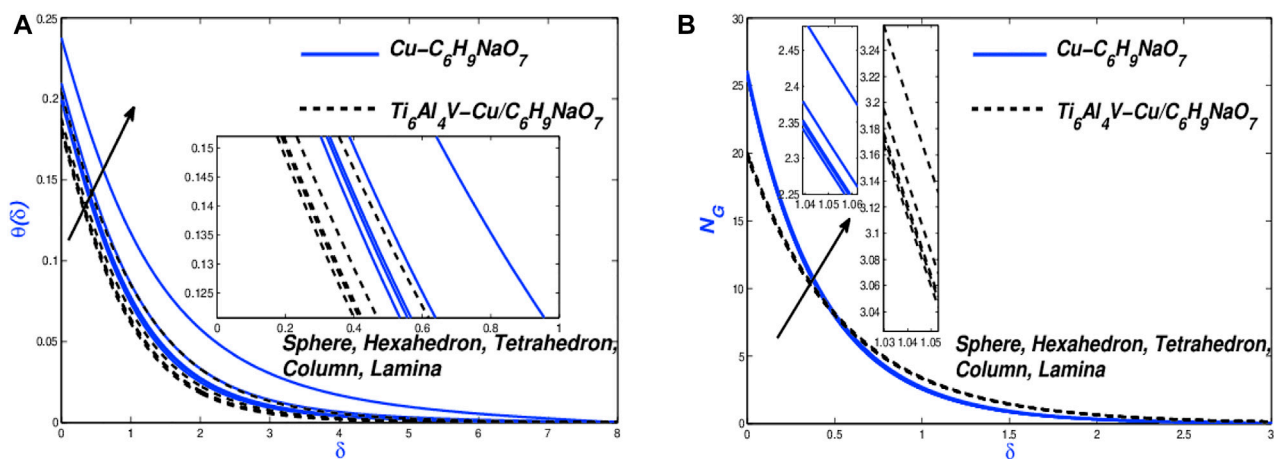 A
0.25
0.2
0.15
0.1
0.05
0
θ(δ)
Cu–C6H9NaO7
Ti6Al4V–Cu/C6H9NaO7
0.15
0.145
0.14
0.135
0.13
0.125
0 0.2 0.4 0.6 0.8 1
Sphere, Hexahedron, Tetrahedron,
Column, Lamina
0 1 2 3 4 5 6 7 8
δ
B
30
25
20
15
10
5
0
NG
2.45
2.4
2.35
2.3
2.25
1.04 1.05 1.06
3.24
3.22
3.2
3.18
3.16
3.14
3.12
3.1
3.08
3.06
3.04
1.03 1.04 1.05
Cu–C6H9NaO7
Ti6Al4V–Cu/C6H9NaO7
Sphere, Hexahedron, Tetrahedron,
Column, Lamina
0 0.5 1 1.5 2 2.5 3
δ